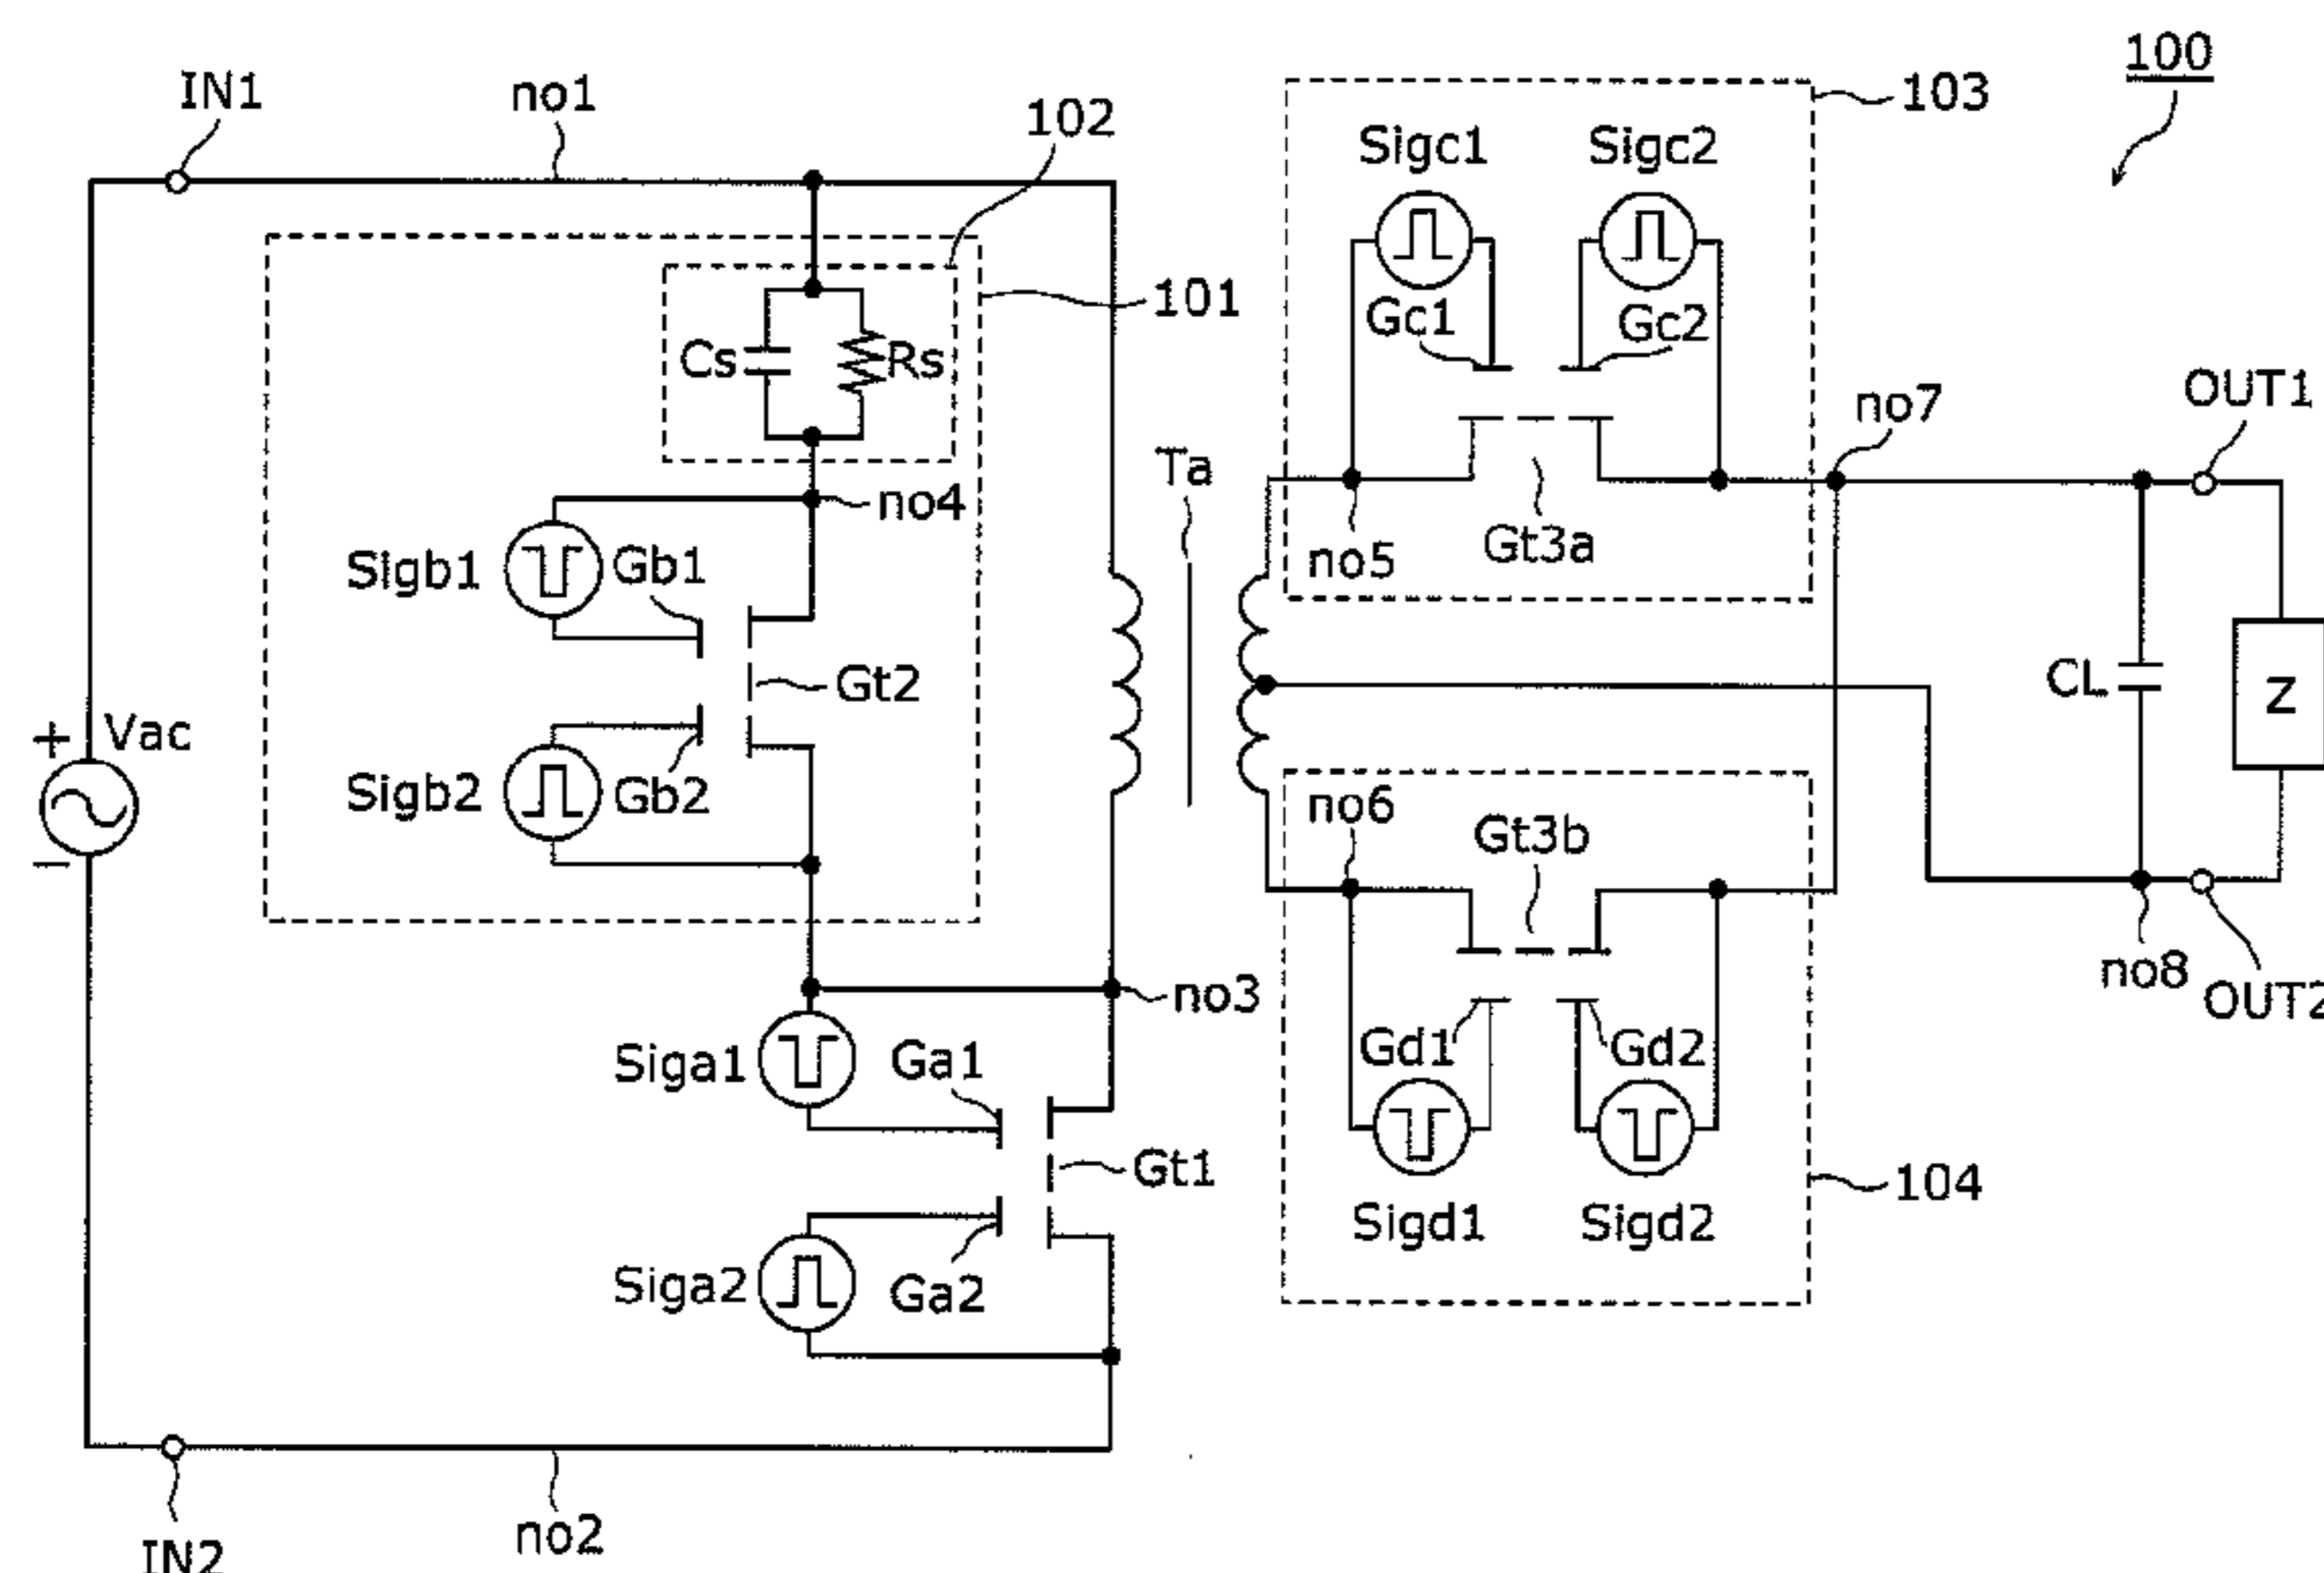 100
IN1
no1
102
103
Sigc1
Sigc2
101
Gc1
Gc2
Cs
Rs
no7
OUT1
Ta
no4
no5
Gt3a
Sigb1
Gb1
Gt2
CL
Z
+
Vac
Sigb2
Gb2
−
no6
Gt3b
no3
no8
OUT2
Siga1
Ga1
Gd1
Gd2
Gt1
104
Sigd1
Sigd2
Siga2
Ga2
no2
IN2